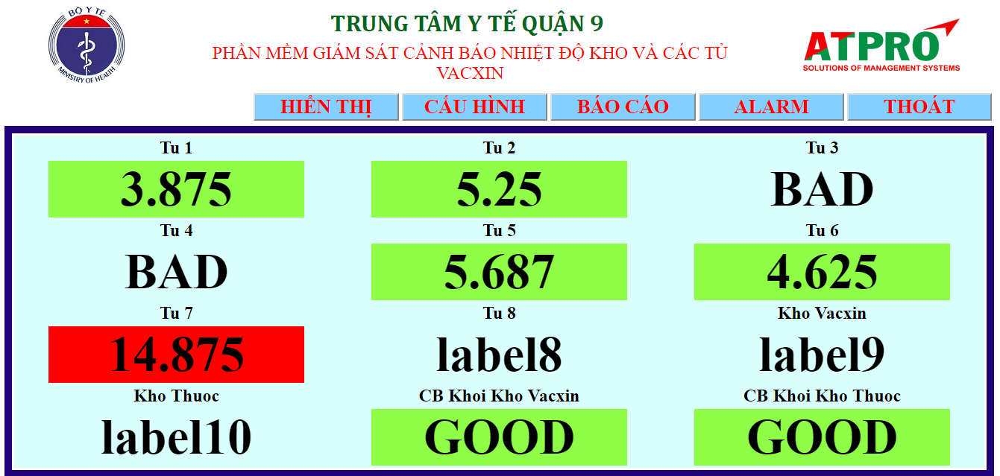 BỘ Y TẾ
MINISTRY OF HEALTH
TRUNG TÂM Y TẾ QUẬN 9
PHẦN MỀM GIÁM SÁT CẢNH BÁO NHIỆT ĐỘ KHO VÀ CÁC TỦ
VACXIN
ATPRO
SOLUTIONS OF MANAGEMENT SYSTEMS
HIỂN THỊ CẤU HÌNH BÁO CÁO ALARM THOÁT
Tu 1 Tu 2 Tu 3
3.875 5.25 BAD
Tu 4 Tu 5 Tu 6
BAD 5.687 4.625
Tu 7 Tu 8 Kho Vacxin
14.875 label8 label9
Kho Thuoc CB Khoi Kho Vacxin CB Khoi Kho Thuoc
label10 GOOD GOOD